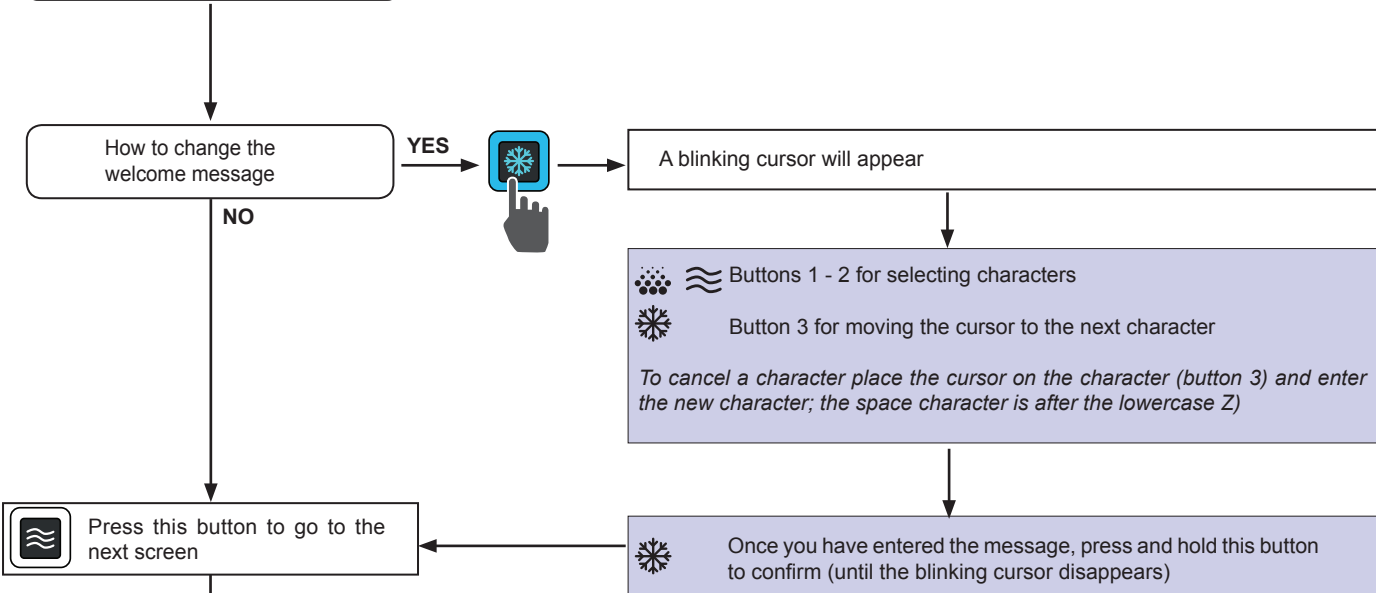 How to change the
welcome message
YES
A blinking cursor will appear
NO
Buttons 1 - 2 for selecting characters
Button 3 for moving the cursor to the next character
To cancel a character place the cursor on the character (button 3) and enter
the new character; the space character is after the lowercase Z)
Press this button to go to the
next screen
Once you have entered the message, press and hold this button
to confirm (until the blinking cursor disappears)